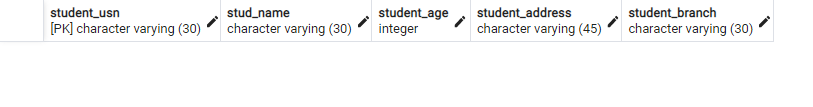 student_usn stud_name student_age student_address student_branch
[PK] character varying (30) character varying (30) integer character varying (45) character varying (30)